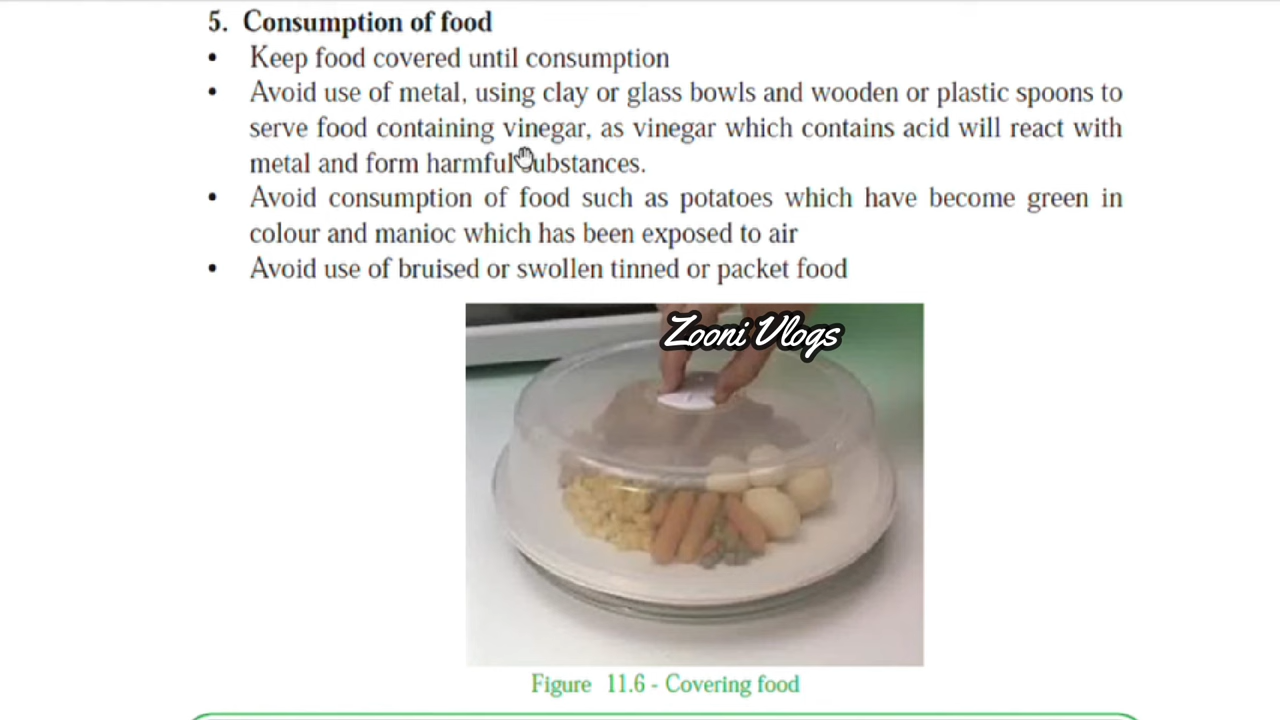 5. Consumption of food
• Keep food covered until consumption
• Avoid use of metal, using clay or glass bowls and wooden or plastic spoons to
serve food containing vinegar, as vinegar which contains acid will react with
metal and form harmful substances.
• Avoid consumption of food such as potatoes which have become green in
colour and manioc which has been exposed to air
• Avoid use of bruised or swollen tinned or packet food
Zooni Vlogs
Figure 11.6 - Covering food